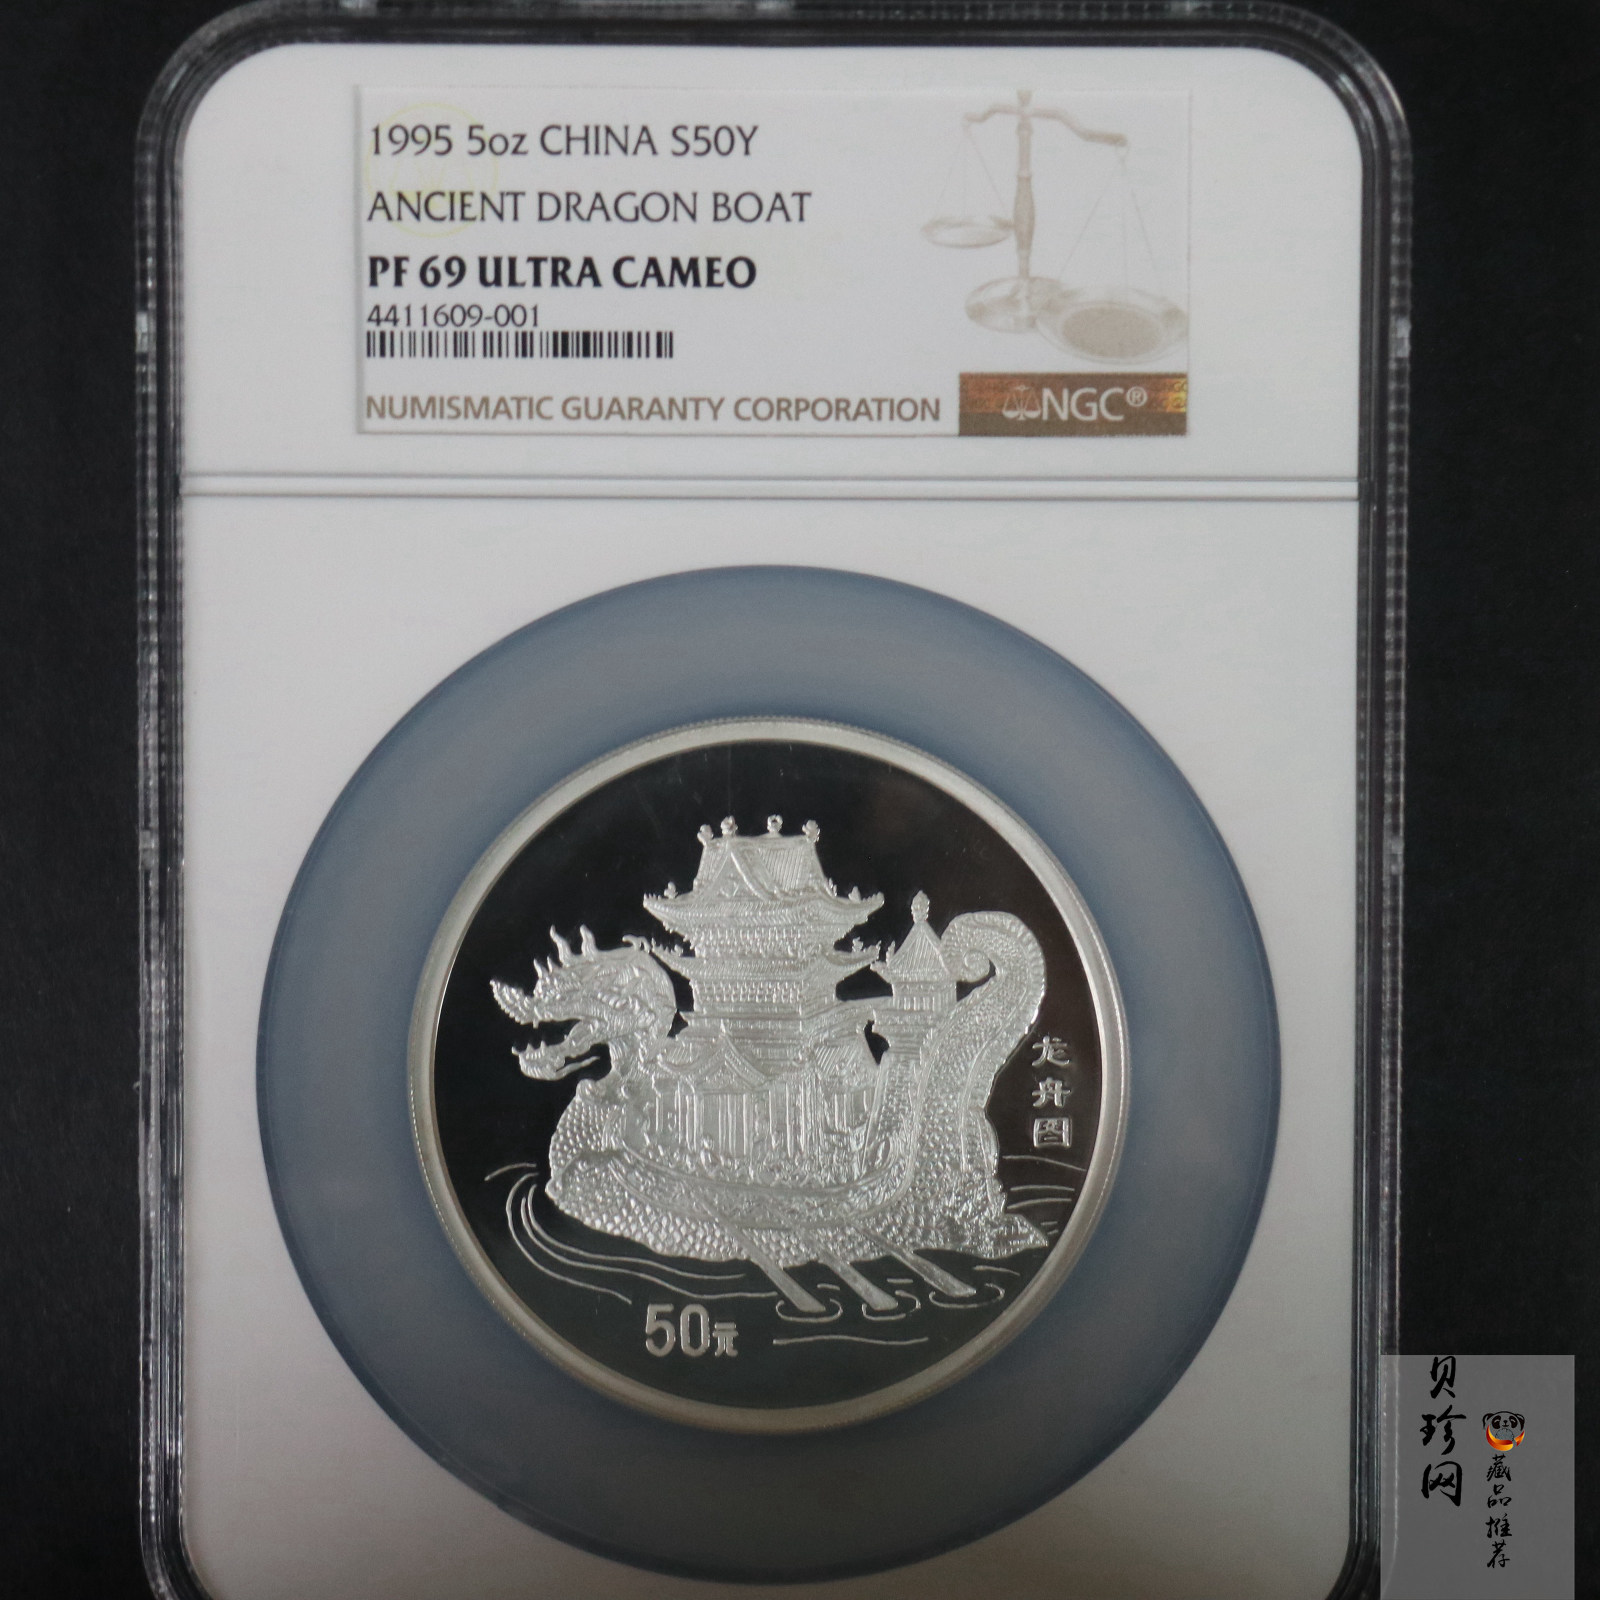 1995 5oz CHINA S50Y
ANCIENT DRAGON BOAT
PF 69 ULTRA CAMEO
4411609-001
NUMISMATIC GUARANTY CORPORATION
NGC®
龙舟图
50元
贝珍网
藏品推荐